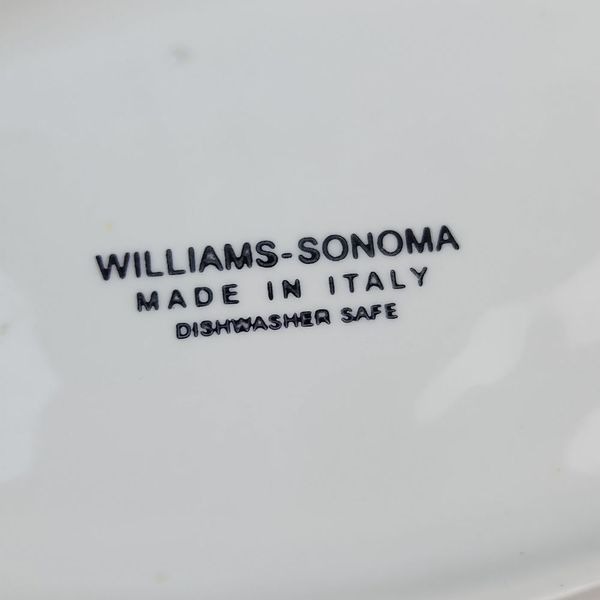 WILLIAMS-SONOMA
MADE IN ITALY
DISHWASHER SAFE